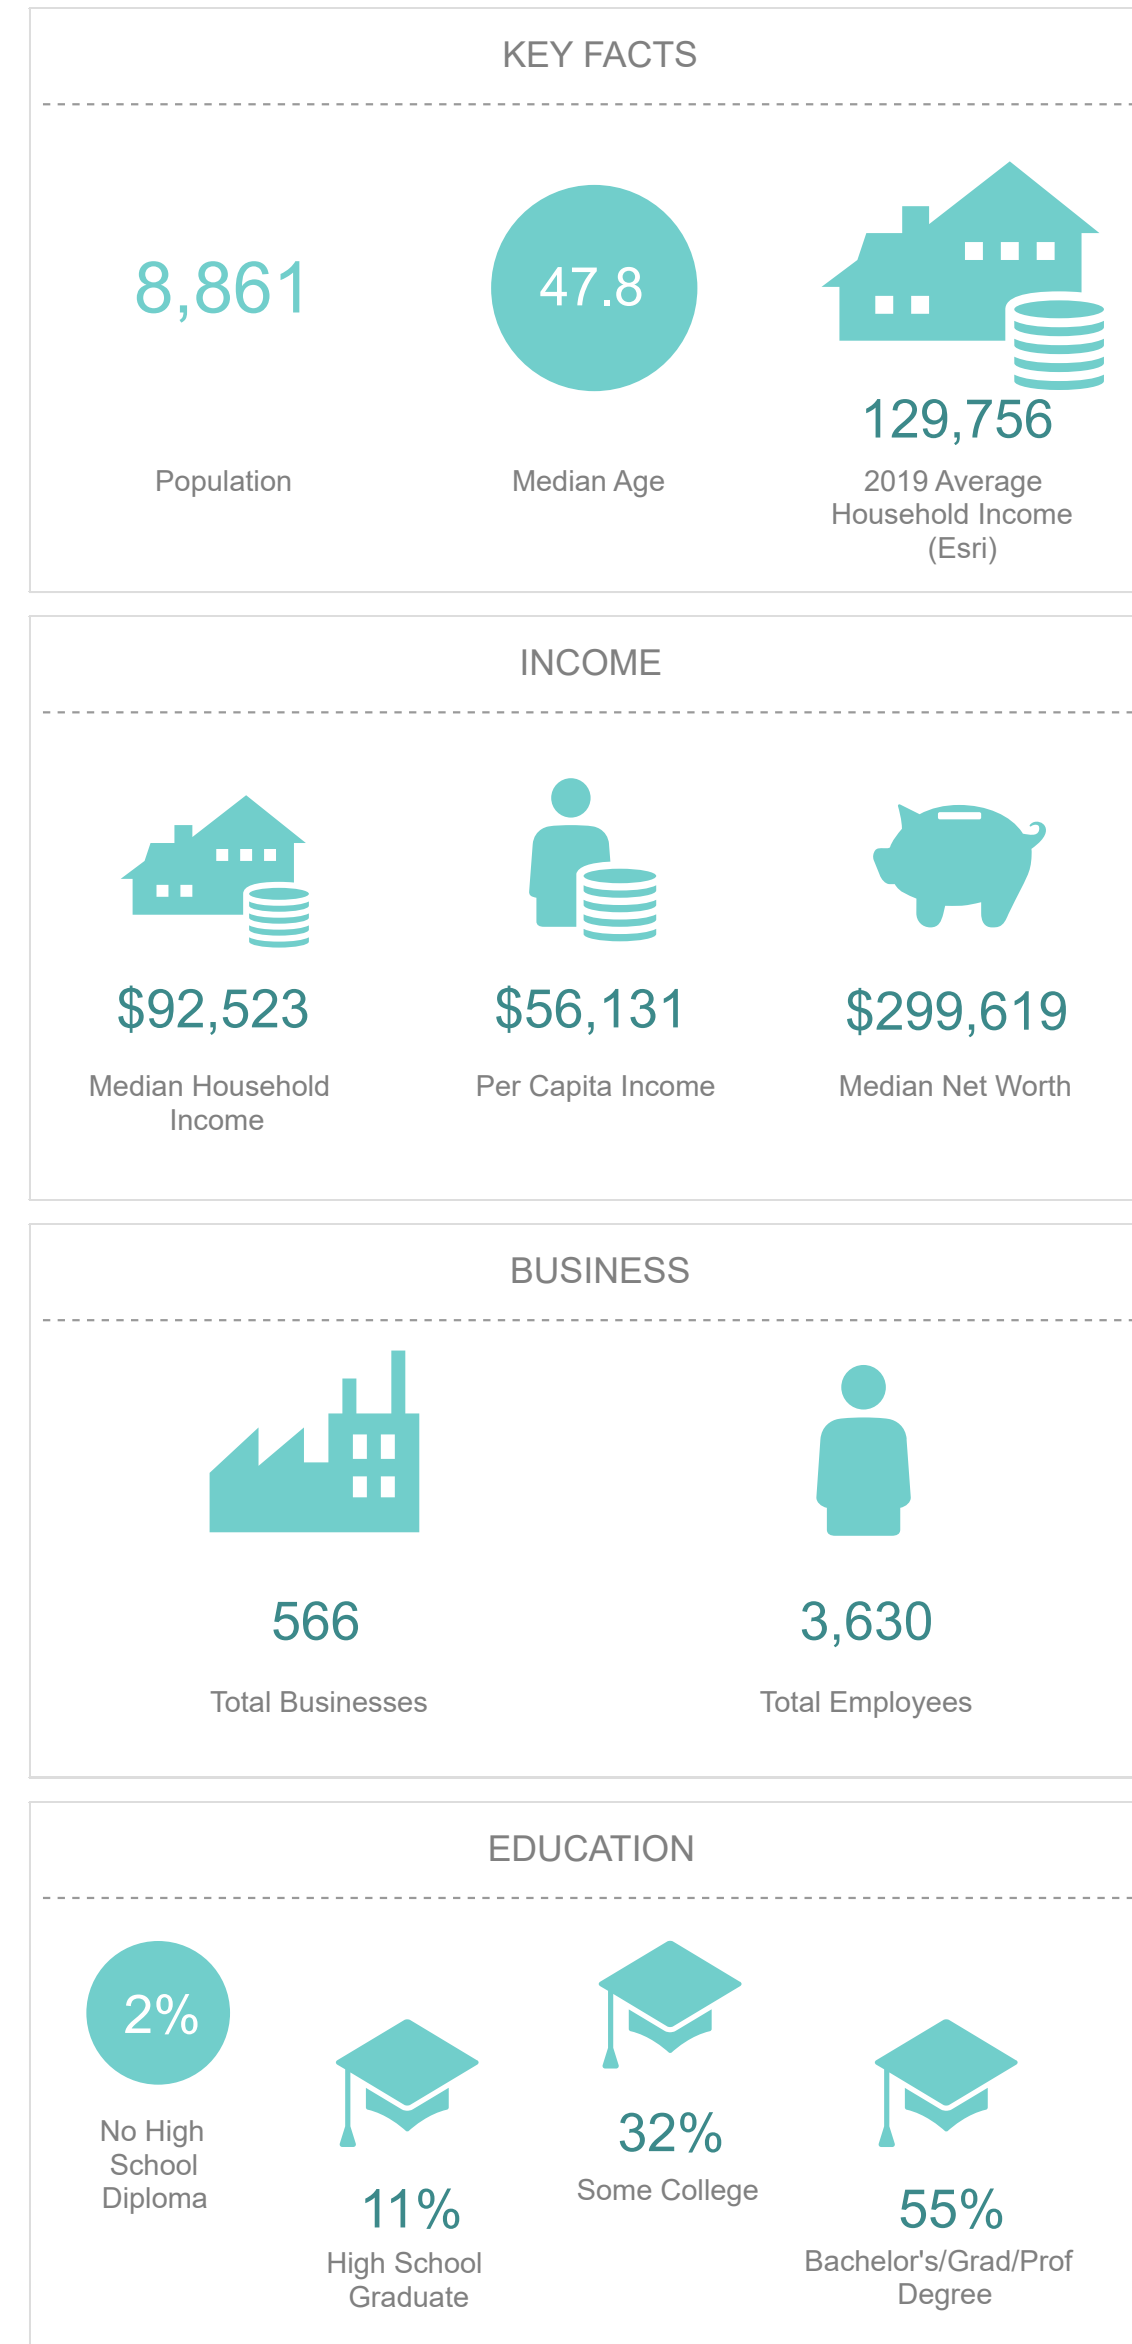 KEY FACTS
8,861
Population
47.8
Median Age
129,756
2019 Average
Household Income
(Esri)
INCOME
$92,523
Median Household
Income
$56,131
Per Capita Income
$299,619
Median Net Worth
BUSINESS
566
Total Businesses
3,630
Total Employees
EDUCATION
2%
No High
School
Diploma
11%
High School
Graduate
32%
Some College
55%
Bachelor's/Grad/Prof
Degree